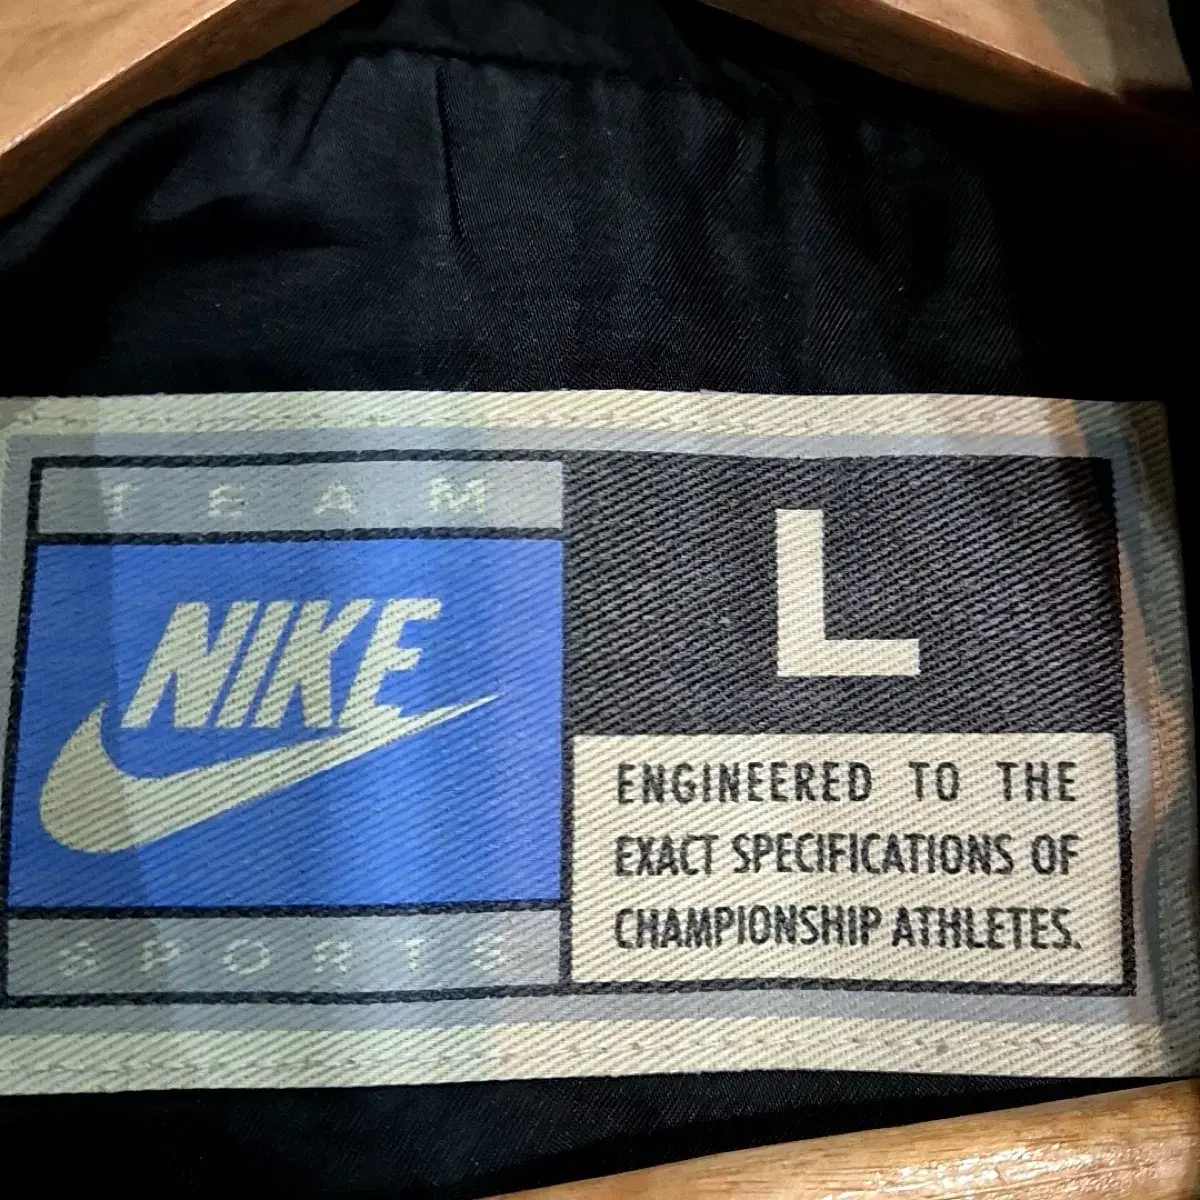 TEAM
NIKE
SPORTS
L
ENGINEERED TO THE
EXACT SPECIFICATIONS OF
CHAMPIONSHIP ATHLETES.